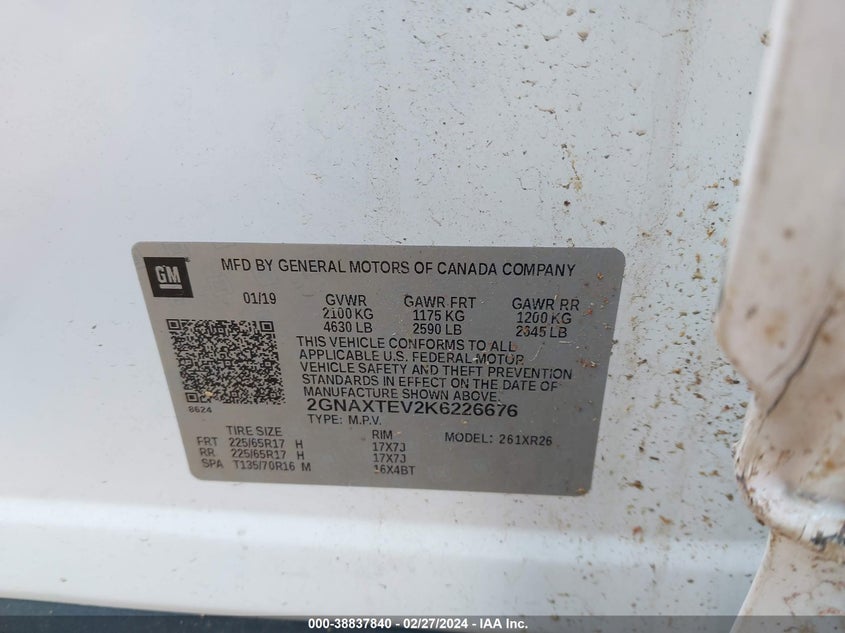 GM
MFD BY GENERAL MOTORS OF CANADA COMPANY
01/19 GVWR GAWR FRT GAWR RR
2100 KG 1175 KG 1200 KG
4630 LB 2590 LB 2645 LB
THIS VEHICLE CONFORMS TO ALL
APPLICABLE U.S. FEDERAL MOTOR
VEHICLE SAFETY AND THEFT PREVENTION
STANDARDS IN EFFECT ON THE DATE OF
MANUFACTURE SHOWN ABOVE.
8624
2GNAXTEV2K6226676
TYPE: M.P.V.
TIRE SIZE RIM MODEL: 261XR26
FRT 225/65R17 H 17X7J
RR 225/65R17 H 17X7J
SPA T135/70R16 M 16X4BT
000-38837840 - 02/27/2024 - IAA Inc.